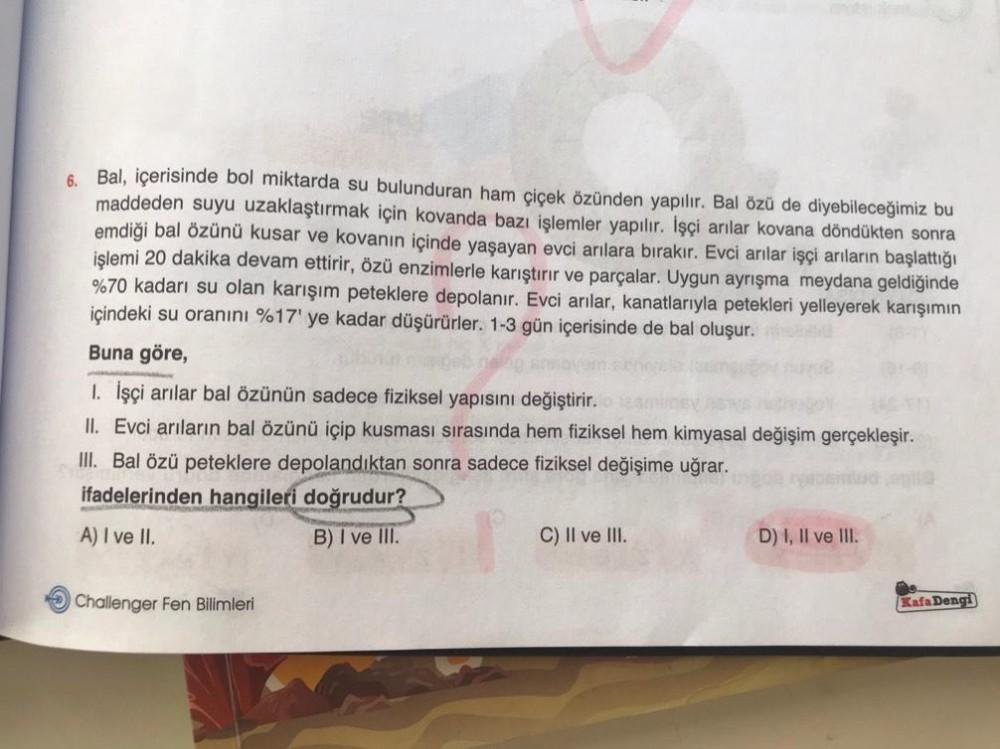 6. Bal, içerisinde bol miktarda su bulunduran ham çiçek özünden yapılır. Bal özü de diyebileceğimiz bu
maddeden suyu uzaklaştırmak için kovanda bazı işlemler yapılır. İşçi arılar kovana döndükten sonra
emdiği bal özünü kusar ve kovanın içinde yaşayan evci arılara bırakır. Evci arılar işçi arıların başlattığı
işlemi 20 dakika devam ettirir, özü enzimlerle karıştırır ve parçalar. Uygun ayrışma meydana geldiğinde
%70 kadarı su olan karışım peteklere depolanır. Evci arılar, kanatlarıyla petekleri yelleyerek karışımın
içindeki su oranını %17' ye kadar düşürürler. 1-3 gün içerisinde de bal oluşur.
Buna göre,
I. İşçi arılar bal özünün sadece fiziksel yapısını değiştirir.
II. Evci arıların bal özünü içip kusması sırasında hem fiziksel hem kimyasal değişim gerçekleşir.
III. Bal özü peteklere depolandıktan sonra sadece fiziksel değişime uğrar.
ifadelerinden hangileri doğrudur?
A) I ve II. B) I ve III. C) II ve III. D) I, II ve III.
Challenger Fen Bilimleri
KafaDengi